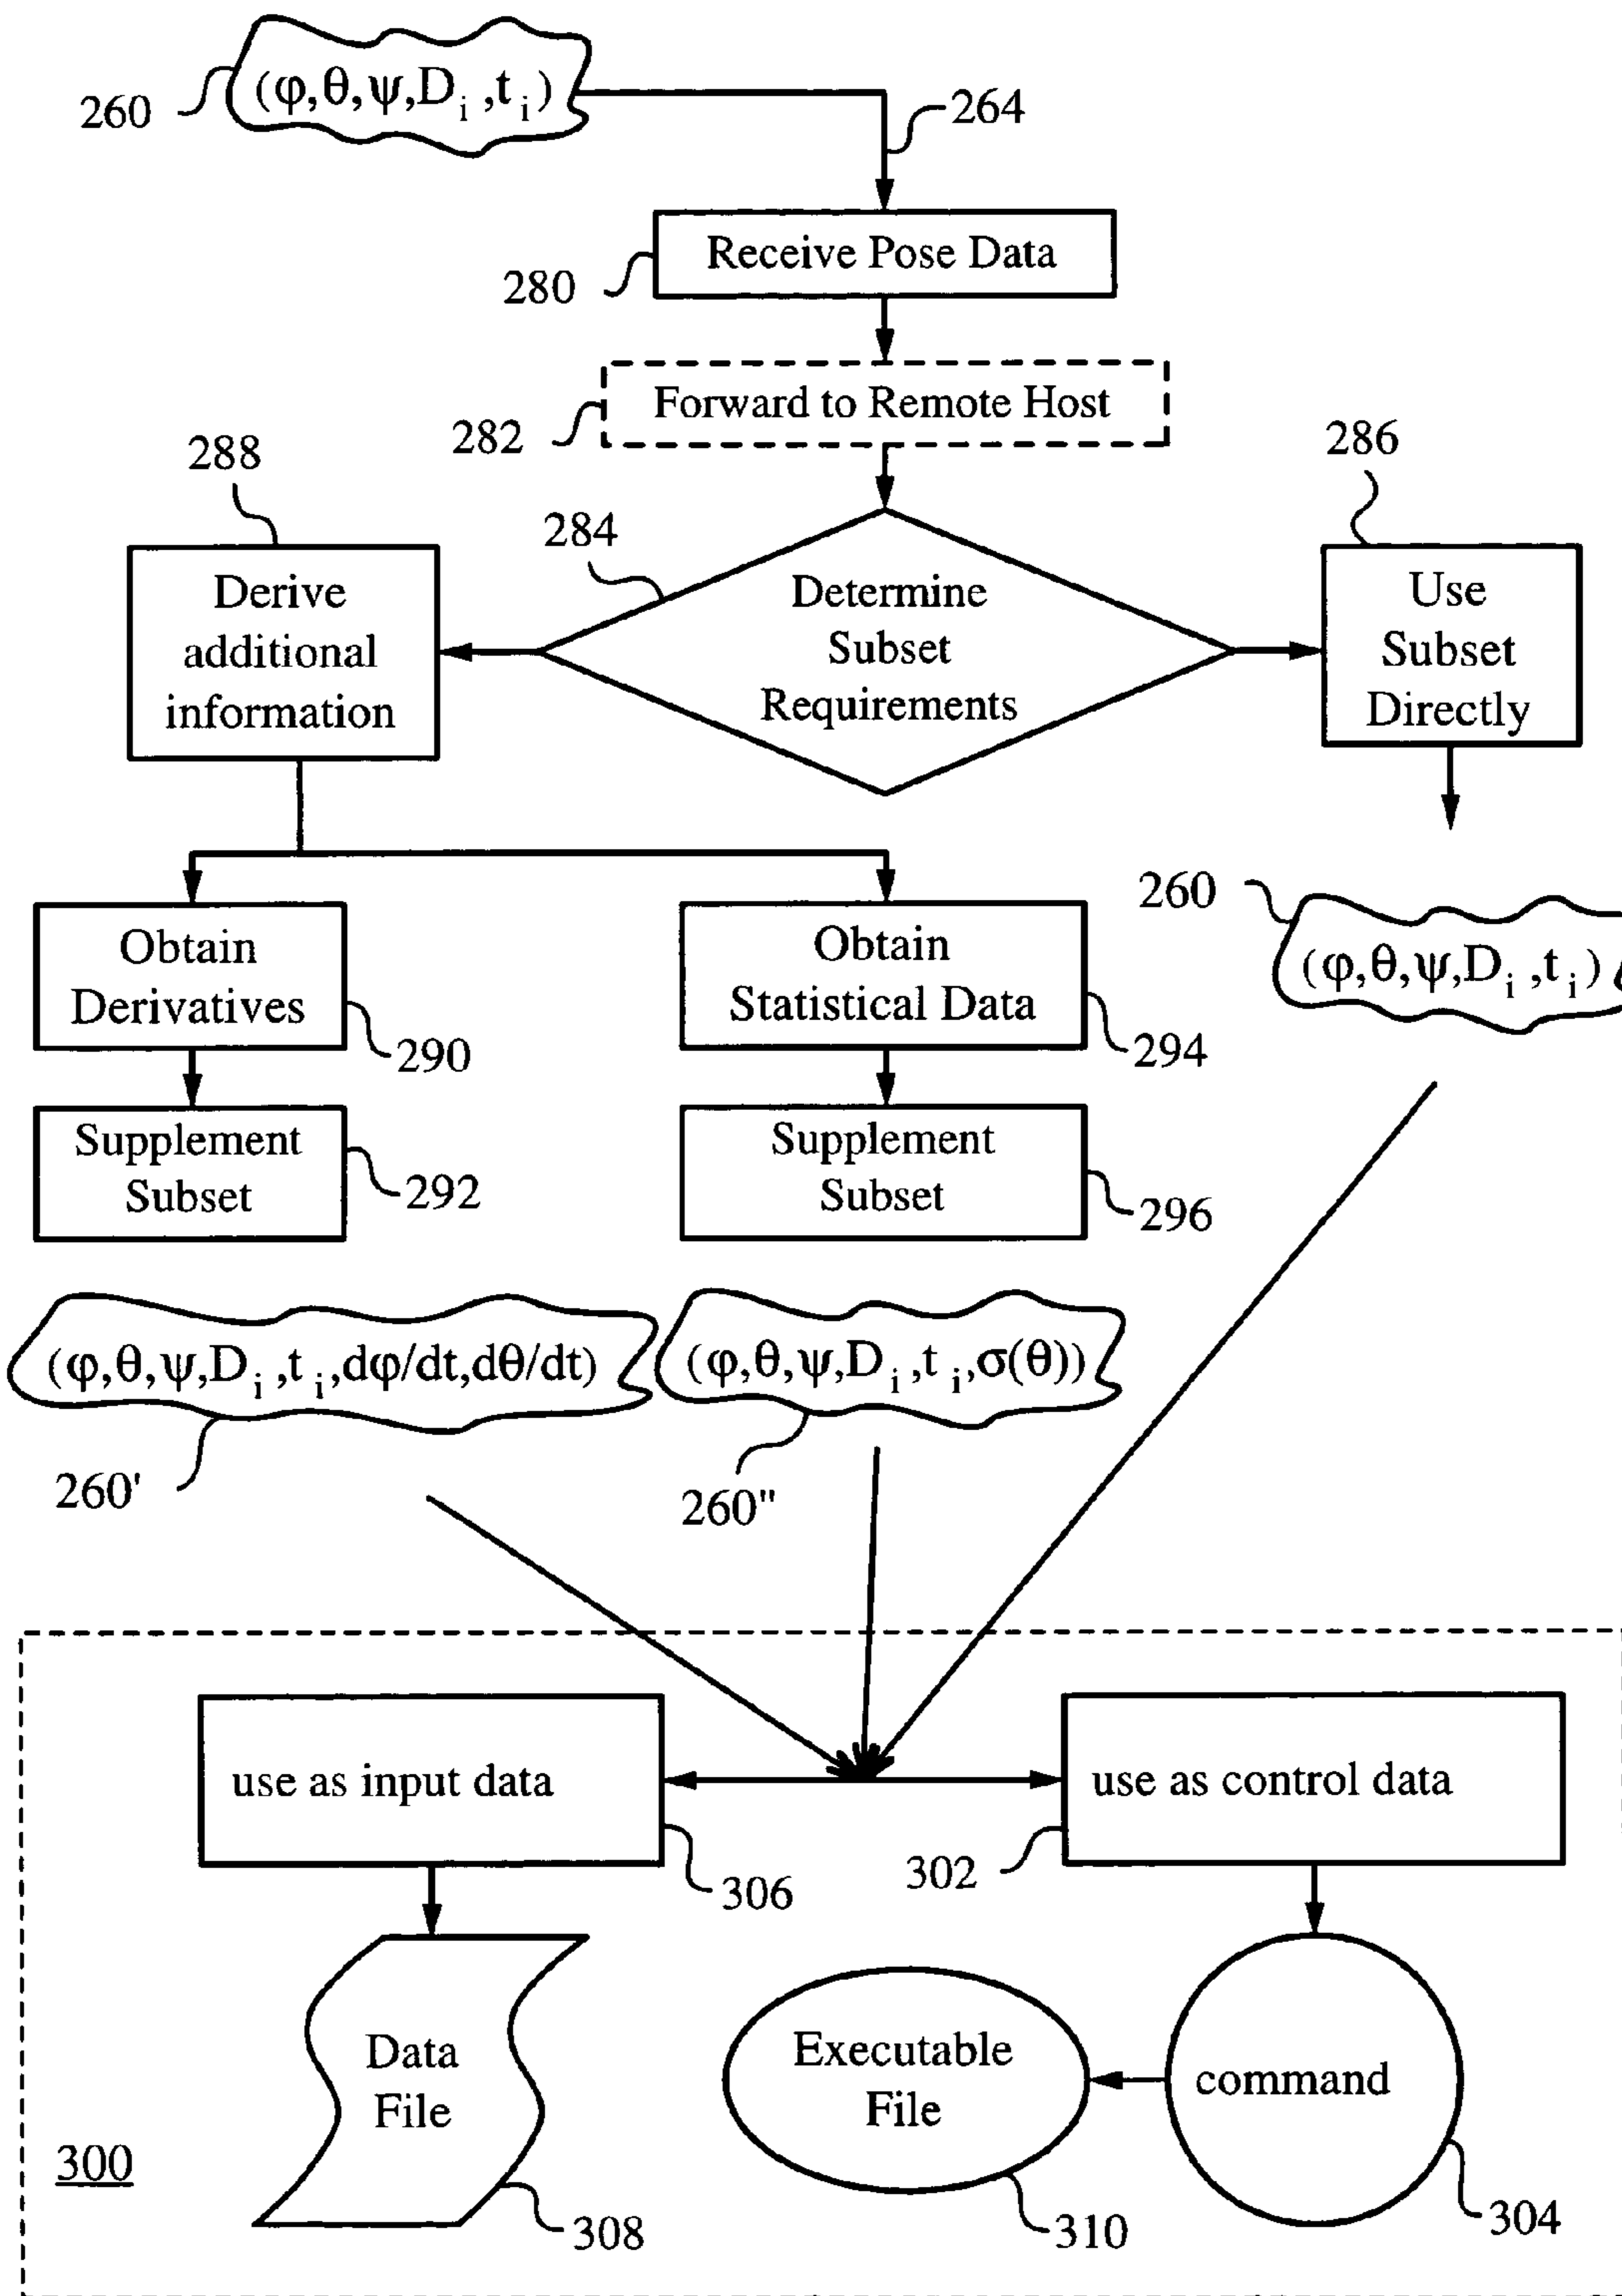 260
(φ,θ,ψ,D i ,t i )
264
Receive Pose Data
280
Forward to Remote Host
282
288
286
284
Derive
additional
information
Determine
Subset
Requirements
Use
Subset
Directly
Obtain
Derivatives
290
Obtain
Statistical Data
294
260
(φ,θ,ψ,D i ,t i )
Supplement
Subset
292
Supplement
Subset
296
(φ,θ,ψ,D i ,t i ,dφ/dt,dθ/dt)
260'
(φ,θ,ψ,D i ,t i ,σ(θ))
260"
use as input data
306
use as control data
302
Data
File
308
Executable
File
310
command
304
300